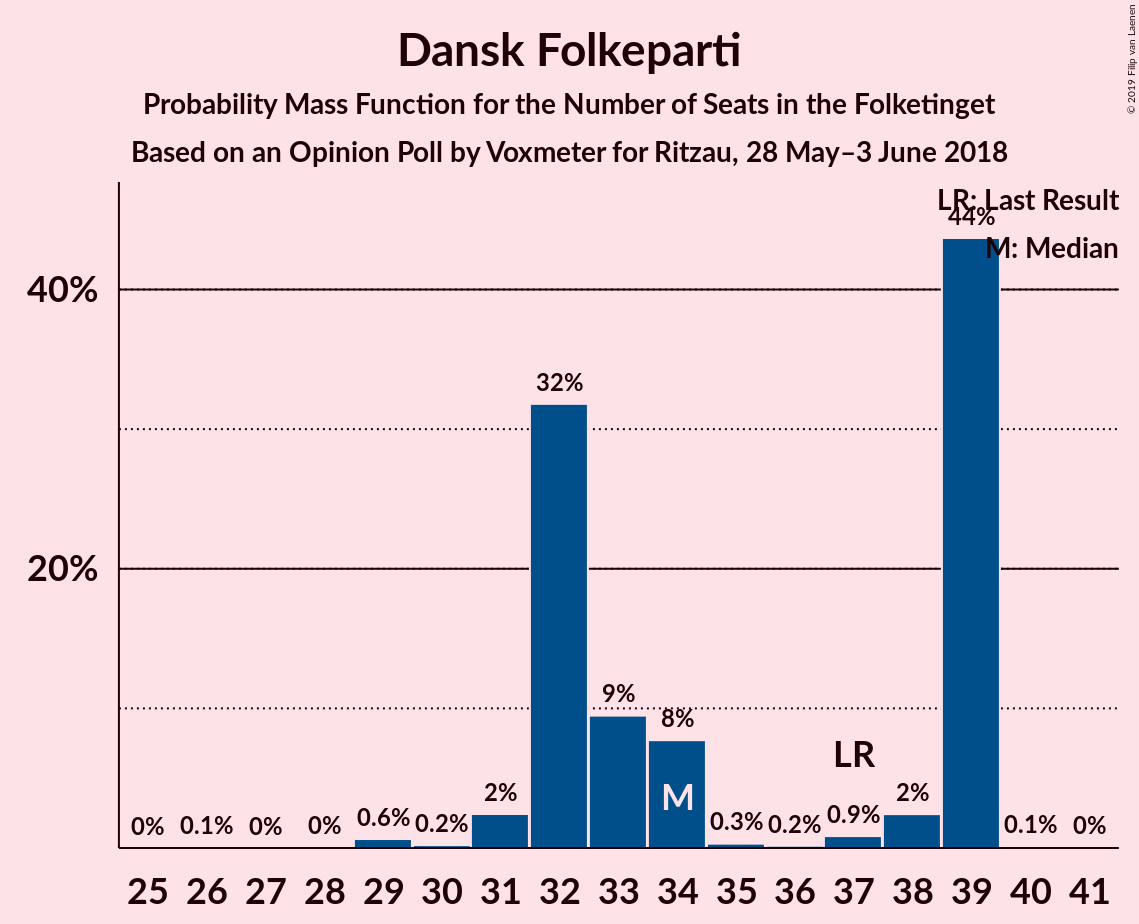 Dansk Folkeparti
Probability Mass Function for the Number of Seats in the Folketinget
Based on an Opinion Poll by Voxmeter for Ritzau, 28 May–3 June 2018
© 2019 Filip van Laenen
LR: Last Result
M: Median
40%
20%
0%
0.1%
0%
0%
0.6%
0.2%
2%
32%
9%
8%
0.3%
0.2%
0.9%
2%
44%
0.1%
0%
M
LR
25 26 27 28 29 30 31 32 33 34 35 36 37 38 39 40 41